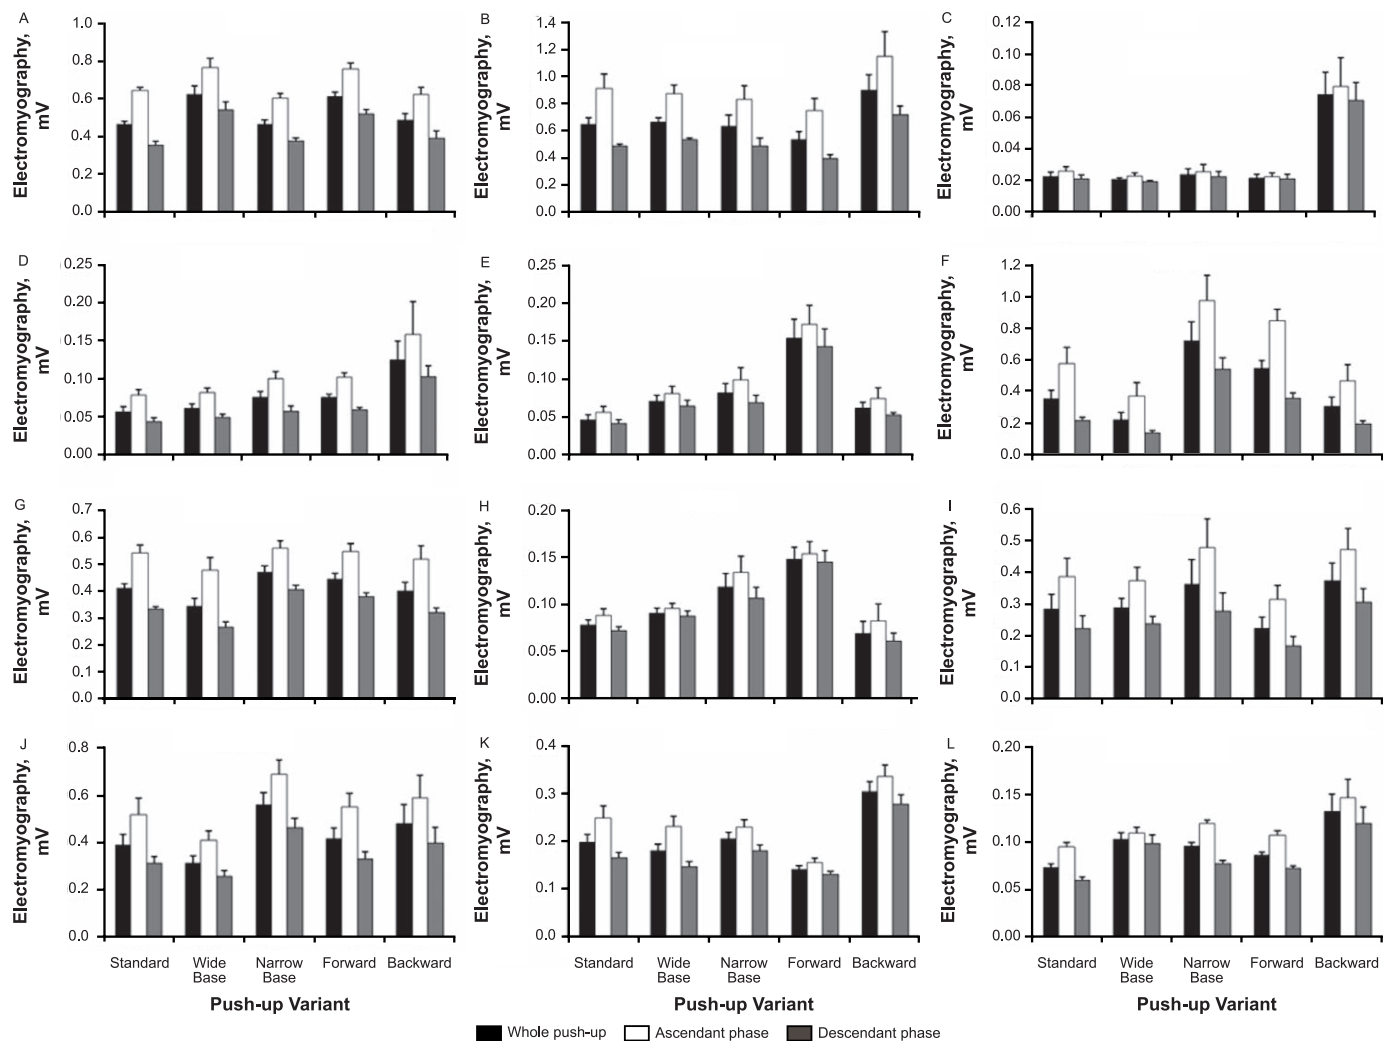 A
Electromyography,
mV
1.0
0.8
0.6
0.4
0.2
0.0
B
Electromyography,
mV
1.4
1.2
1.0
0.8
0.6
0.4
0.2
0.0
C
Electromyography,
mV
0.12
0.10
0.08
0.06
0.04
0.02
0.00
D
Electromyography,
mV
0.25
0.20
0.15
0.10
0.05
0.00
E
Electromyography,
mV
0.25
0.20
0.15
0.10
0.05
0.00
F
Electromyography,
mV
1.2
1.0
0.8
0.6
0.4
0.2
G
Electromyography,
mV
0.7
0.6
0.5
0.4
0.3
0.2
0.1
0.0
H
Electromyography,
mV
0.20
0.15
0.10
0.05
0.00
I
Electromyography,
mV
0.6
0.5
0.4
0.3
0.2
0.1
0.0
J
Electromyography,
mV
0.8
0.6
0.4
0.2
0.0
Standard
Wide
Base
Narrow
Base
Forward
Backward
Push-up Variant
K
Electromyography,
mV
0.4
0.3
0.2
0.1
0.0
Standard
Wide
Base
Narrow
Base
Forward
Backward
Push-up Variant
L
Electromyography,
mV
0.20
0.15
0.10
0.05
0.00
Standard
Wide
Base
Narrow
Base
Forward
Backward
Push-up Variant
Whole push-up
Ascendant phase
Descendant phase